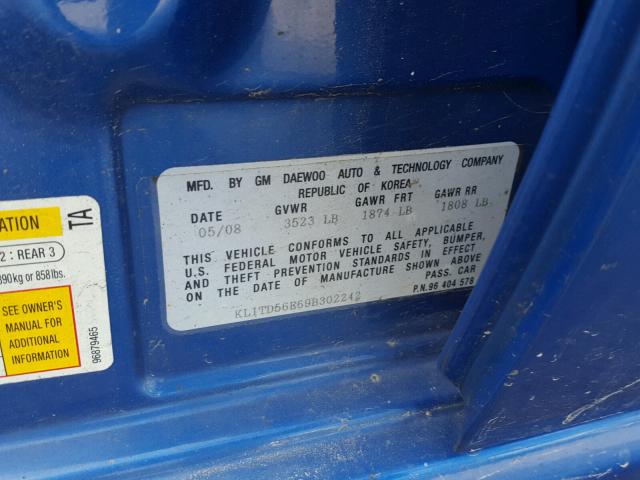 ATION
TA
2 : REAR 3
390kg or 858lbs.
SEE OWNER'S
MANUAL FOR
ADDITIONAL
INFORMATION
96879465
MFD. BY GM DAEWOO AUTO & TECHNOLOGY COMPANY
REPUBLIC OF KOREA
DATE GVWR GAWR FRT GAWR RR
05/08 3523 LB 1874 LB 1808 LB
THIS VEHICLE CONFORMS TO ALL APPLICABLE
U.S. FEDERAL MOTOR VEHICLE SAFETY, BUMPER,
AND THEFT PREVENTION STANDARDS IN EFFECT
ON THE DATE OF MANUFACTURE SHOWN ABOVE
PASS. CAR
KL1TD56E69B302242 P.N.96 404 578